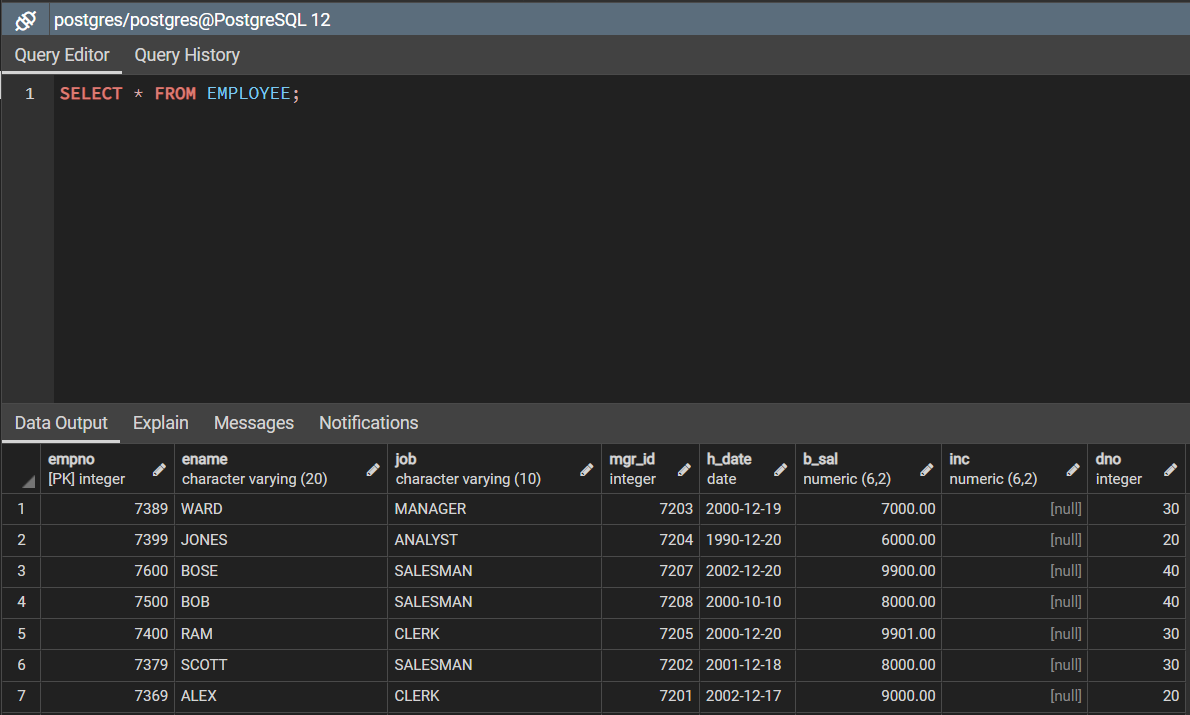 postgres/postgres@PostgreSQL 12
Query Editor Query History
1 SELECT * FROM EMPLOYEE;
Data Output Explain Messages Notifications
empno ename job mgr_id h_date b_sal inc dno
[PK] integer character varying (20) character varying (10) integer date numeric (6,2) numeric (6,2) integer
1 7389 WARD MANAGER 7203 2000-12-19 7000.00 [null] 30
2 7399 JONES ANALYST 7204 1990-12-20 6000.00 [null] 20
3 7600 BOSE SALESMAN 7207 2002-12-20 9900.00 [null] 40
4 7500 BOB SALESMAN 7208 2000-10-10 8000.00 [null] 40
5 7400 RAM CLERK 7205 2000-12-20 9901.00 [null] 30
6 7379 SCOTT SALESMAN 7202 2001-12-18 8000.00 [null] 30
7 7369 ALEX CLERK 7201 2002-12-17 9000.00 [null] 20